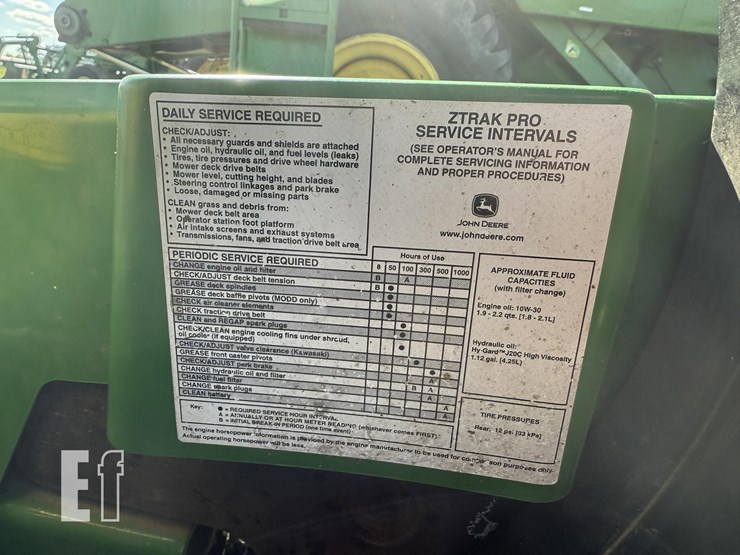 DAILY SERVICE REQUIRED
CHECK/ADJUST:
• All necessary guards and shields are attached
• Engine oil, hydraulic oil, and fuel levels (leaks)
• Tires, tire pressures and drive wheel hardware
• Mower deck drive belts
• Mower level, cutting height, and blades
• Steering control linkages and park brake
• Loose, damaged or missing parts
CLEAN grass and debris from:
• Mower deck belt area
• Operator station foot platform
• Air intake screens and exhaust systems
• Transmissions, fans, and traction drive belt area
ZTRAK PRO
SERVICE INTERVALS
(SEE OPERATOR'S MANUAL FOR
COMPLETE SERVICING INFORMATION
AND PROPER PROCEDURES)
JOHN DEERE
www.johndeere.com
PERIODIC SERVICE REQUIRED
Hours of Use
8 50 100 300 500 1000
CHANGE engine oil and filter B A
CHECK/ADJUST deck belt tension B ●
GREASE deck spindles ●
GREASE deck baffle pivots (MODD only) ●
CHECK air cleaner elements ●
CHECK traction drive belt ●
CLEAN and REGAP spark plugs ●
CHECK/CLEAN engine cooling fins under shroud,
oil cooler (if equipped) ●
CHECK/ADJUST valve clearance (Kawasaki) ●
GREASE front caster pivots ●
CHECK/ADJUST park brake
CHANGE hydraulic oil and filter B A
CHANGE fuel filter A
CHANGE spark plugs A
CLEAN battery A
Key: ● = REQUIRED SERVICE HOUR INTERVAL
A = ANNUALLY OR AT HOUR METER READING (whichever comes FIRST)
B = INITIAL BREAK-IN PERIOD (one time event)
The engine horsepower information is provided by the engine manufacturer to be used for comparison purposes only.
Actual operating horsepower will be less.
APPROXIMATE FLUID
CAPACITIES
(with filter change)
Engine oil: 10W-30
1.9 - 2.2 qts. [1.8 - 2.1L]
Hydraulic oil:
Hy-Gard™J20C High Viscosity
1.12 gal. [4.25L]
TIRE PRESSURES
Rear, 12 psi [83 kPa]
Ef